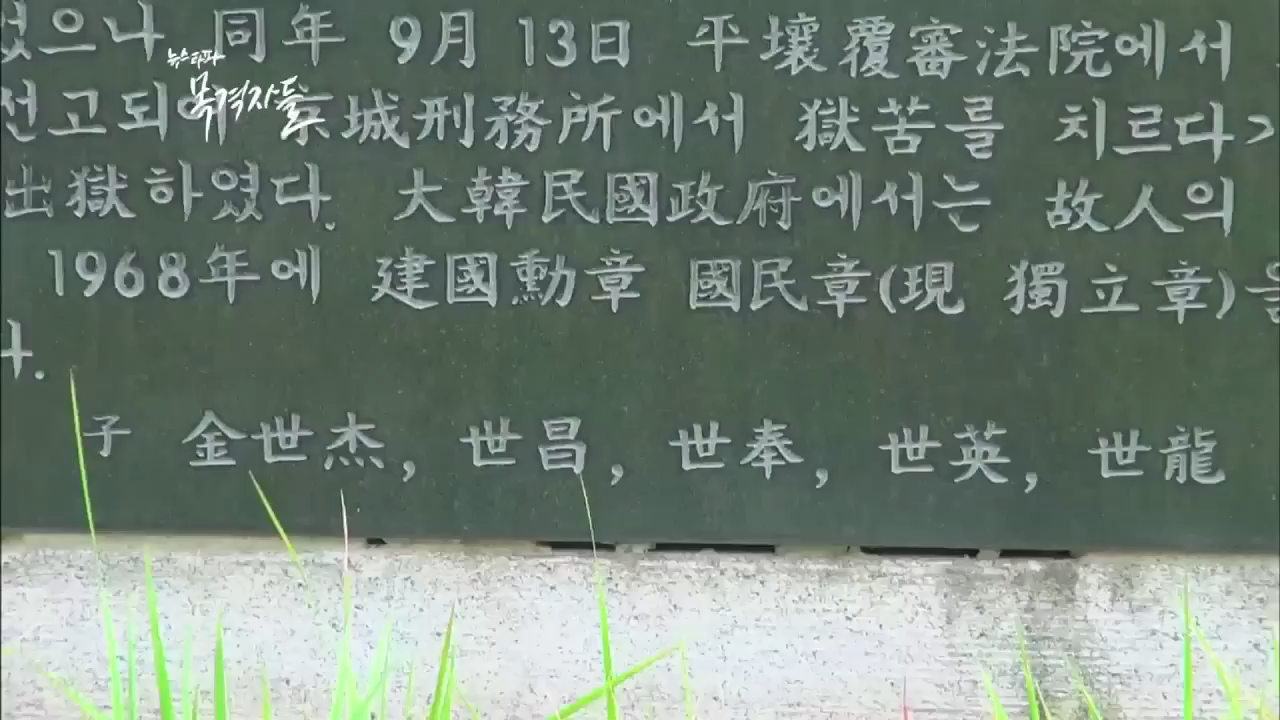 였으나 同年 9月 13日 平壤覆審法院에서
뉴스타파
목격자들
선고되어 京城刑務所에서 獄苦를 치르다가
出獄하였다. 大韓民國政府에서는 故人의
1968年에 建國勳章 國民章(現 獨立章)을
다.
子 金世杰, 世昌, 世奉, 世英, 世龍